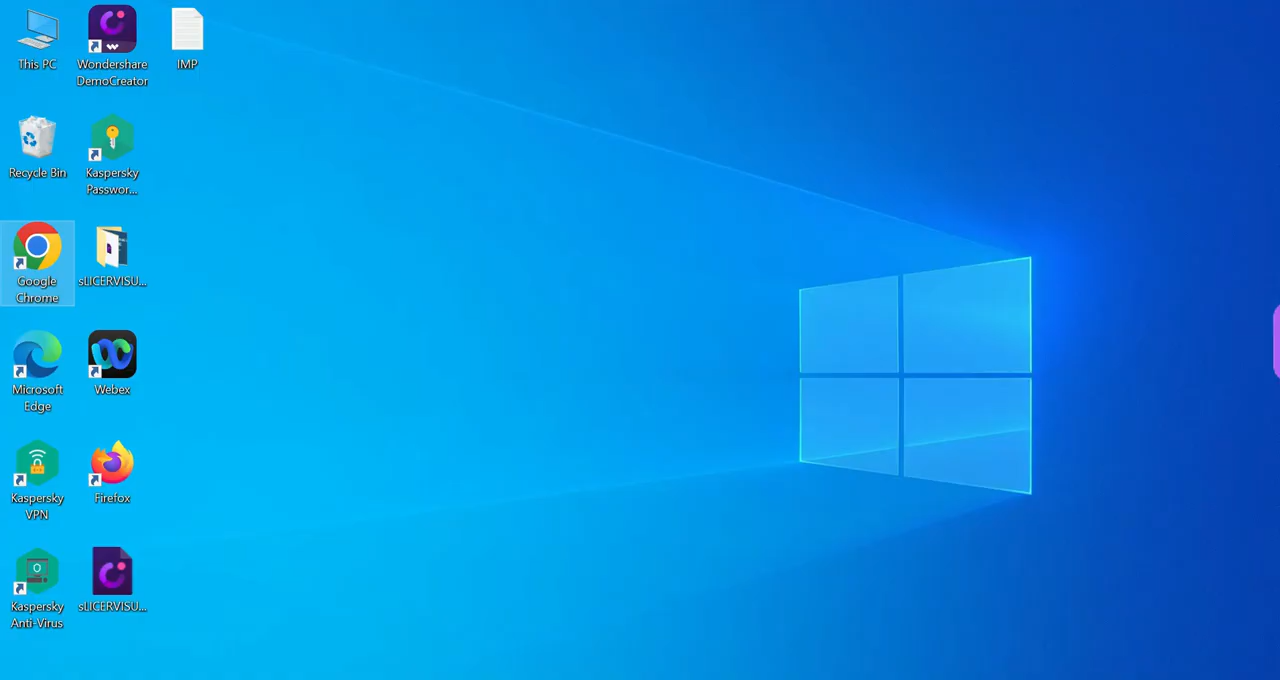 This PC
Wondershare
DemoCreator
IMP
Recycle Bin
Kaspersky
Passwor...
Google
Chrome
sLICERVISU...
Microsoft
Edge
Webex
Kaspersky
VPN
Firefox
Kaspersky
Anti-Virus
sLICERVISU...